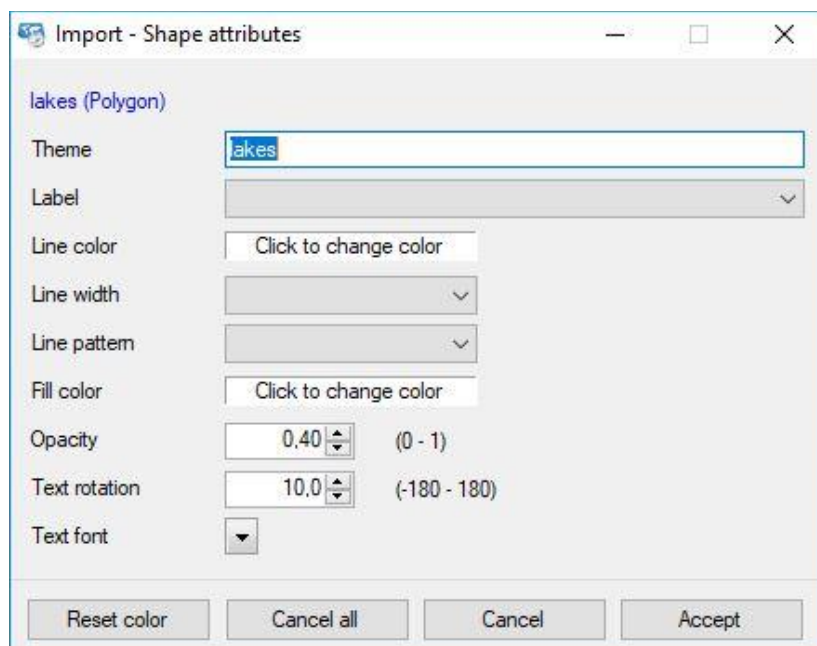 Import - Shape attributes
lakes (Polygon)
Theme lakes
Label
Line color Click to change color
Line width
Line pattern
Fill color Click to change color
Opacity 0,40 (0 - 1)
Text rotation 10,0 (-180 - 180)
Text font
Reset color Cancel all Cancel Accept